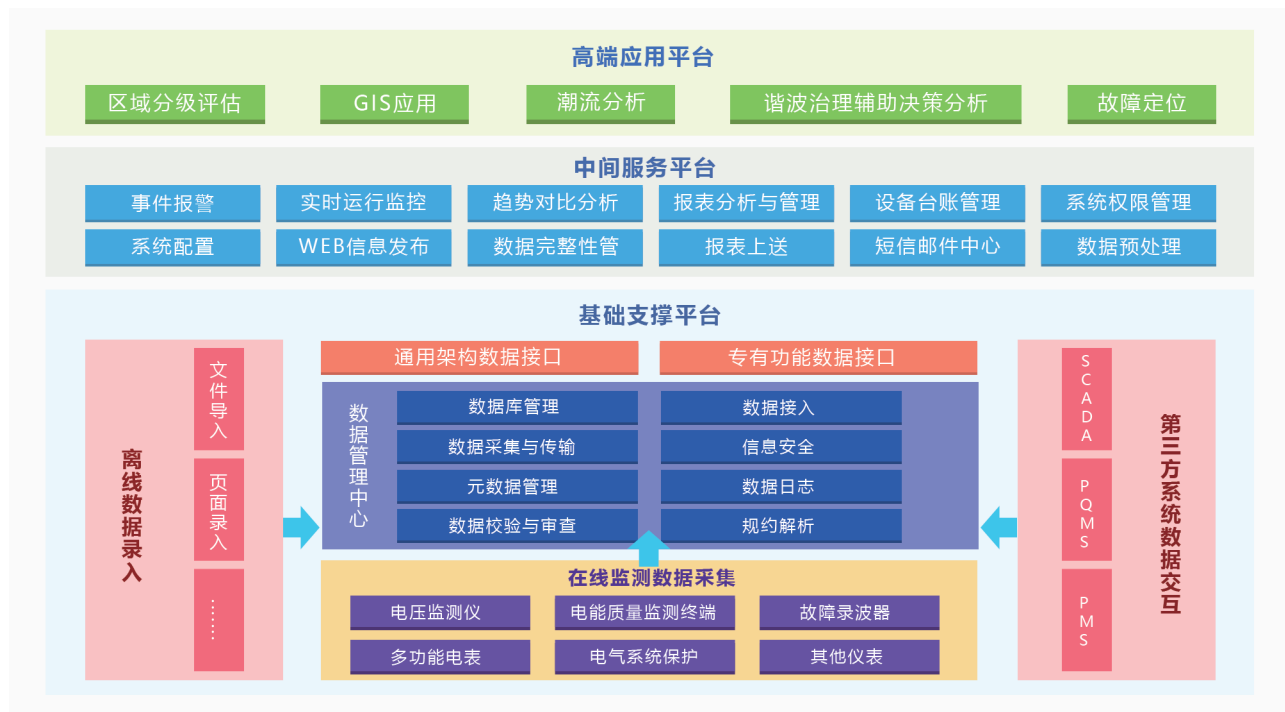 高端应用平台
区域分级评估
GIS应用
潮流分析
谐波治理辅助决策分析
故障定位
中间服务平台
事件报警
实时运行监控
趋势对比分析
报表分析与管理
设备台账管理
系统权限管理
系统配置
WEB信息发布
数据完整性管
报表上送
短信邮件中心
数据预处理
基础支撑平台
离线数据录入
文件导入
页面录入
……
通用架构数据接口
专有功能数据接口
数据管理中心
数据库管理
数据接入
数据采集与传输
信息安全
元数据管理
数据日志
数据校验与审查
规约解析
在线监测数据采集
电压监测仪
电能质量监测终端
故障录波器
多功能电表
电气系统保护
其他仪表
SCADA
PQMS
PMS
第三方系统数据交互